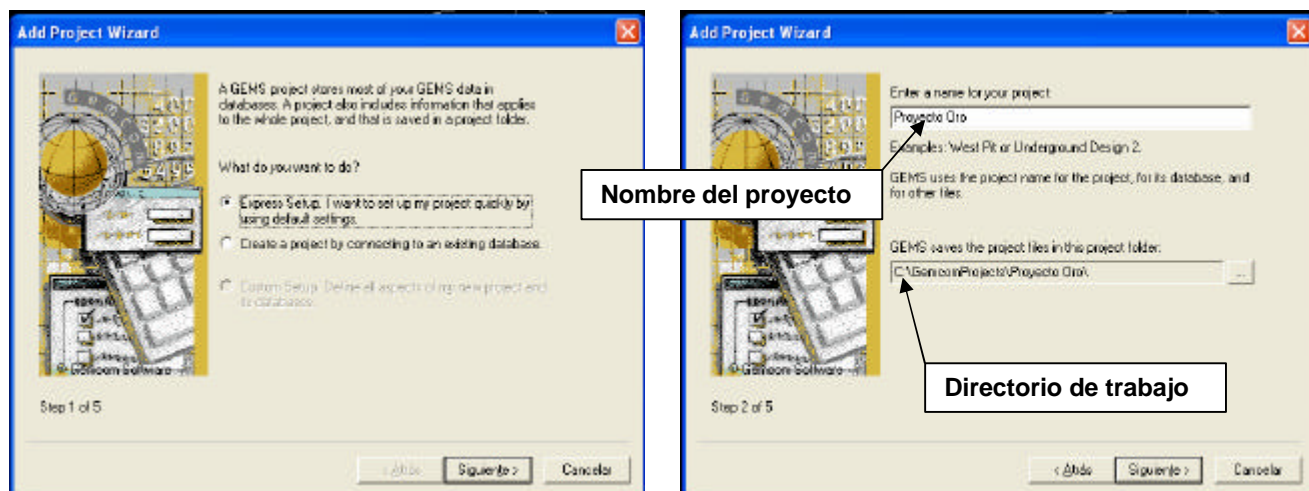 Add Project Wizard
A GEMS project stores most of your GEMS data in
databases. A project also includes information that applies
to the whole project, and that is saved in a project folder.
What do you want to do?
Express Setup. I want to set up my project quickly by
using default settings.
Create a project by connecting to an existing database.
Custom Setup. Define all aspects of my new project and
its databases.
© Gemcom Software
Step 1 of 5
< Atrás
Siguiente >
Cancelar
Add Project Wizard
Enter a name for your project:
Proyecto Oro
Examples: West Pit or Underground Design 2.
Nombre del proyecto
GEMS uses the project name for the project, for its database, and
for other files.
GEMS saves the project files in this project folder:
C:\GemcomProjects\Proyecto Oro\
...
Directorio de trabajo
© Gemcom Software
Step 2 of 5
< Atrás
Siguiente >
Cancelar